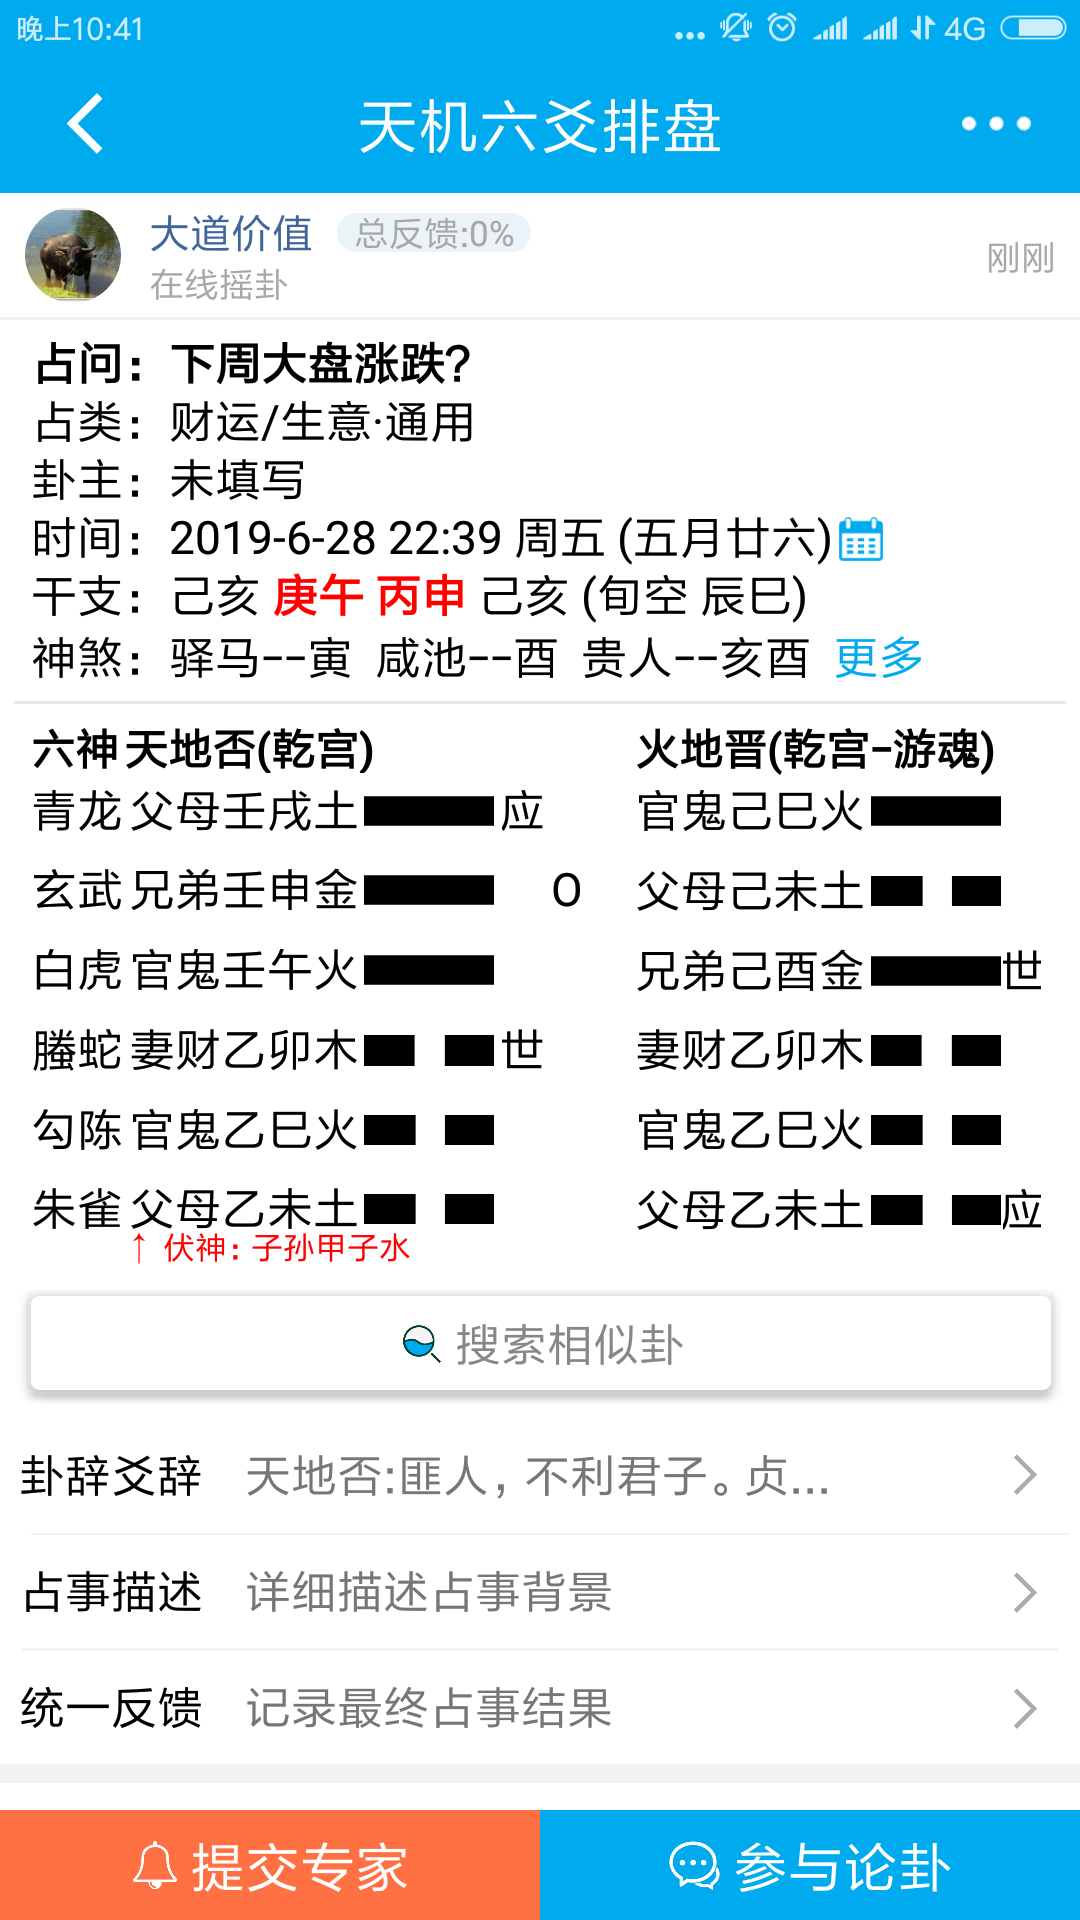 晚上10:41 ... 4G
天机六爻排盘
大道价值 总反馈:0%
在线摇卦
刚刚
占问：下周大盘涨跌?
占类：财运/生意·通用
卦主：未填写
时间：2019-6-28 22:39 周五 (五月廿六)
干支：己亥 庚午 丙申 己亥 (旬空 辰巳)
神煞：驿马--寅 咸池--酉 贵人--亥酉 更多
六神 天地否(乾宫) 火地晋(乾宫-游魂)
青龙 父母壬戌土 应 官鬼己巳火
玄武 兄弟壬申金 O 父母己未土
白虎 官鬼壬午火 兄弟己酉金 世
螣蛇 妻财乙卯木 世 妻财乙卯木
勾陈 官鬼乙巳火 官鬼乙巳火
朱雀 父母乙未土 父母乙未土 应
↑ 伏神：子孙甲子水
搜索相似卦
卦辞爻辞 天地否:匪人，不利君子。贞...
占事描述 详细描述占事背景
统一反馈 记录最终占事结果
提交专家 参与论卦